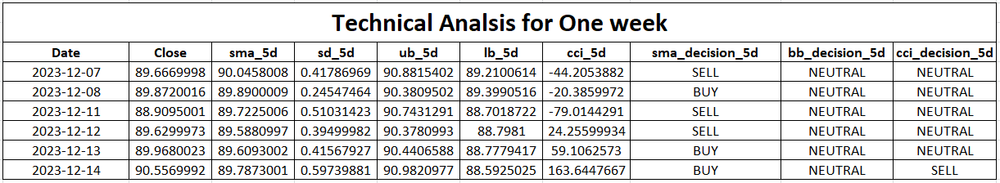 Technical Analsis for One week
Date Close sma_5d sd_5d ub_5d lb_5d cci_5d sma_decision_5d bb_decision_5d cci_decision_5d
2023-12-07 89.6669998 90.0458008 0.41786969 90.8815402 89.2100614 -44.2053882 SELL NEUTRAL NEUTRAL
2023-12-08 89.8720016 89.8900009 0.24547464 90.3809502 89.3990516 -20.3859972 BUY NEUTRAL NEUTRAL
2023-12-11 88.9095001 89.7225006 0.51031423 90.7431291 88.7018722 -79.0144291 SELL NEUTRAL NEUTRAL
2023-12-12 89.6299973 89.5880997 0.39499982 90.3780993 88.7981 24.25599934 SELL NEUTRAL NEUTRAL
2023-12-13 89.9680023 89.6093002 0.41567927 90.4406588 88.7779417 59.1062573 BUY NEUTRAL NEUTRAL
2023-12-14 90.5569992 89.7873001 0.59739881 90.9820977 88.5925025 163.6447667 BUY NEUTRAL SELL